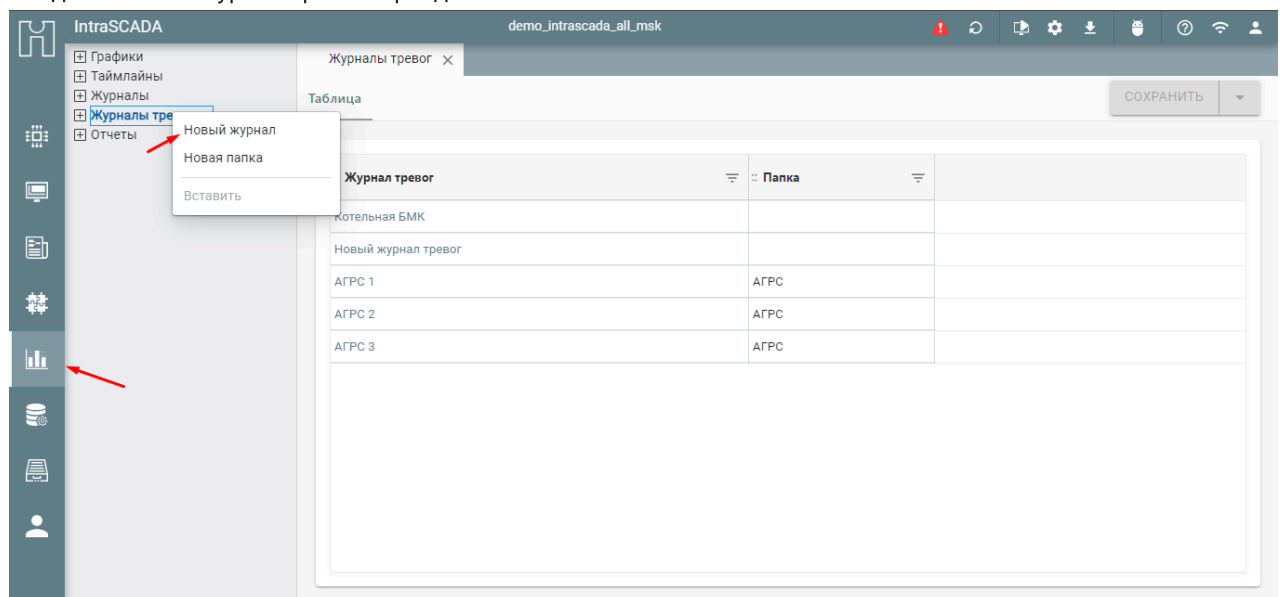 IntraSCADA
demo_intrascada_all_msk
Графики
Таймлайны
Журналы
Журналы тре
Отчеты
Новый журнал
Новая папка
Вставить
Журналы тревог
Таблица
СОХРАНИТЬ
Журнал тревог
Папка
Котельная БМК
Новый журнал тревог
АГРС 1
АГРС
АГРС 2
АГРС
АГРС 3
АГРС